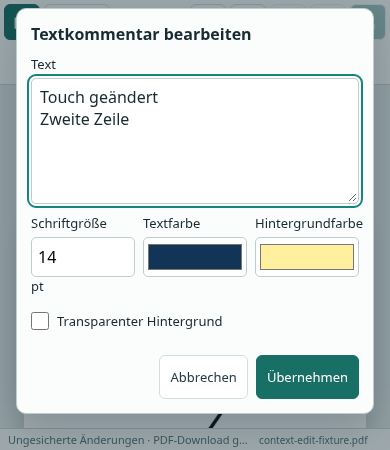 Textkommentar bearbeiten
Text
Touch geändert
Zweite Zeile
Schriftgröße Textfarbe Hintergrundfarbe
14
pt
Transparenter Hintergrund
Abbrechen Übernehmen
Ungesicherte Änderungen · PDF-Download g... context-edit-fixture.pdf